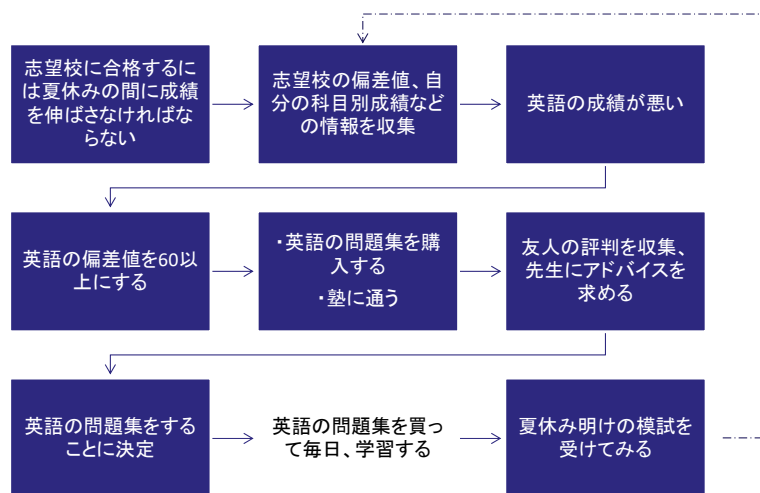 志望校に合格するに
は夏休みの間に成績
を伸ばさなければな
らない
志望校の偏差値、自
分の科目別成績など
の情報を収集
英語の成績が悪い
英語の偏差値を60以
上にする
・英語の問題集を購
入する
・塾に通う
友人の評判を収集、
先生にアドバイスを
求める
英語の問題集をする
ことに決定
英語の問題集を買っ
て毎日、学習する
夏休み明けの模試を
受けてみる